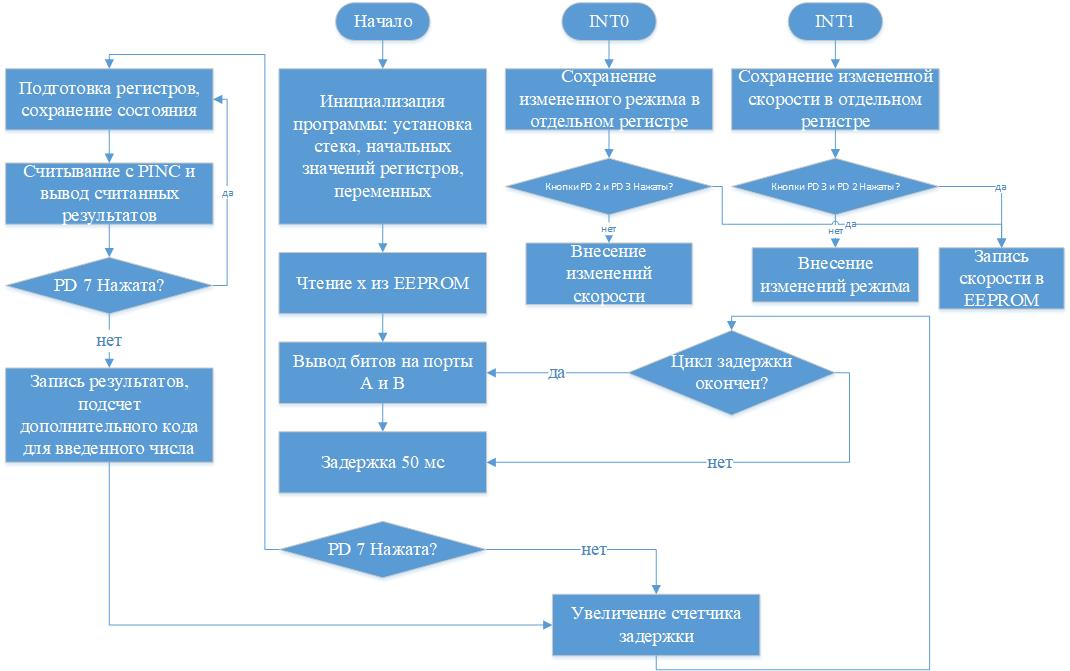 Начало
INT0
INT1
Подготовка регистров,
сохранение состояния
да
Считывание с PINC и
вывод считанных
результатов
PD 7 Нажата?
нет
Запись результатов,
подсчет
дополнительного кода
для введенного числа
Инициализация
программы: установка
стека, начальных
значений регистров,
переменных
Чтение х из EEPROM
Вывод битов на порты
А и В
Задержка 50 мс
PD 7 Нажата?
нет
Сохранение
измененного режима в
отдельном регистре
Кнопки PD 2 и PD 3 Нажаты?
нет
Внесение
изменений
скорости
Сохранение измененной
скорости в отдельном
регистре
Кнопки PD 3 и PD 2 Нажаты?
да
да
нет
Внесение
изменений режима
Запись
скорости в
EEPROM
Цикл задержки
окончен?
да
нет
Увеличение счетчика
задержки